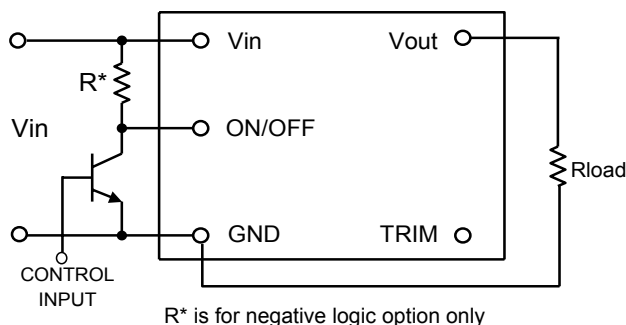 Vin
Vout
R*
Vin
ON/OFF
Rload
GND
TRIM
CONTROL
INPUT
R* is for negative logic option only